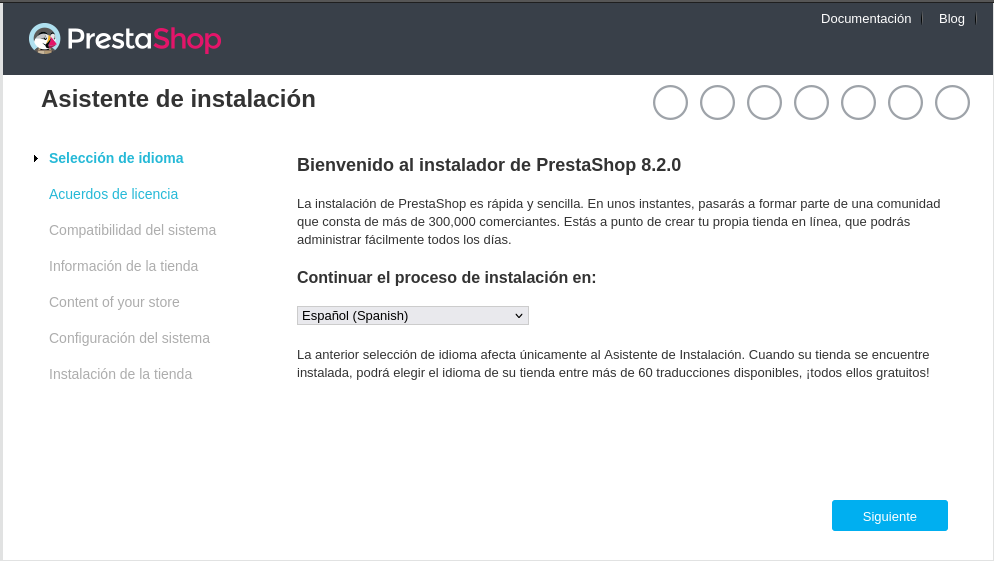 Documentación
Blog
PrestaShop
Asistente de instalación
Selección de idioma
Acuerdos de licencia
Compatibilidad del sistema
Información de la tienda
Content of your store
Configuración del sistema
Instalación de la tienda
Bienvenido al instalador de PrestaShop 8.2.0
La instalación de PrestaShop es rápida y sencilla. En unos instantes, pasarás a formar parte de una comunidad
que consta de más de 300,000 comerciantes. Estás a punto de crear tu propia tienda en línea, que podrás
administrar fácilmente todos los días.
Continuar el proceso de instalación en:
Español (Spanish)
La anterior selección de idioma afecta únicamente al Asistente de Instalación. Cuando su tienda se encuentre
instalada, podrá elegir el idioma de su tienda entre más de 60 traducciones disponibles, ¡todos ellos gratuitos!
Siguiente